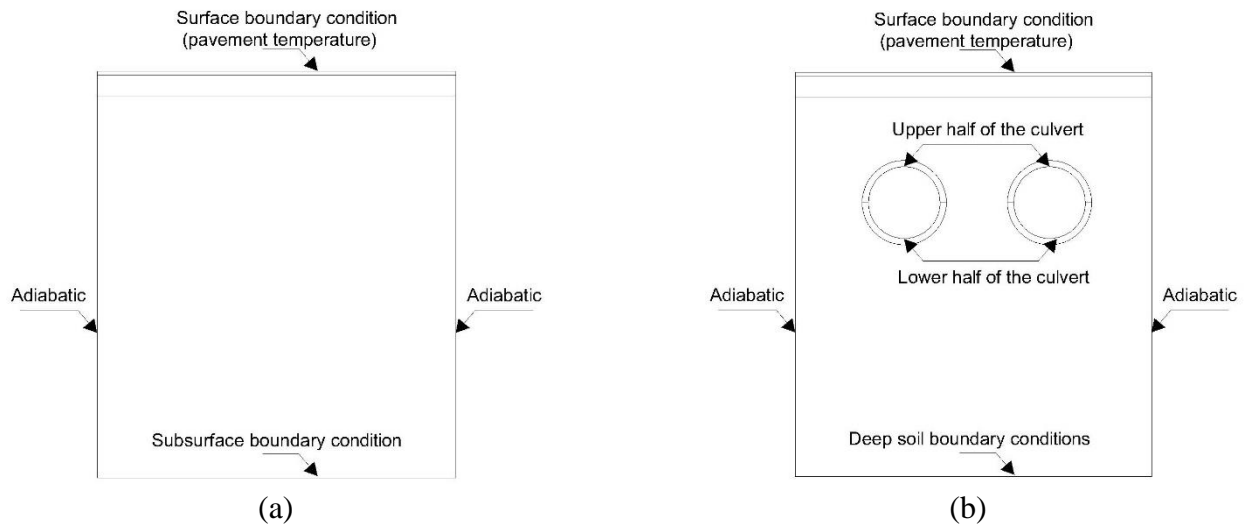 Surface boundary condition
(pavement temperature)
Adiabatic
Adiabatic
Subsurface boundary condition
(a)
Surface boundary condition
(pavement temperature)
Upper half of the culvert
Lower half of the culvert
Adiabatic
Adiabatic
Deep soil boundary conditions
(b)